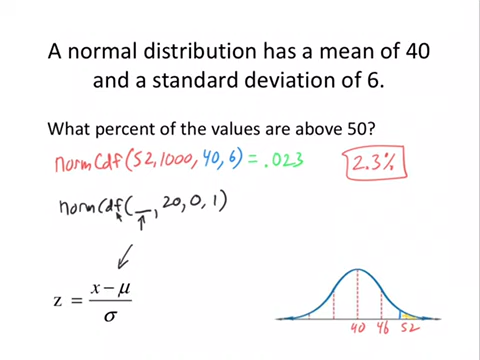 A normal distribution has a mean of 40
and a standard deviation of 6.
What percent of the values are above 50?
normCdf(52,1000,40,6) = .023
2.3%
normCdf(_, 20, 0, 1)
z = x − μ / σ
40 46 52